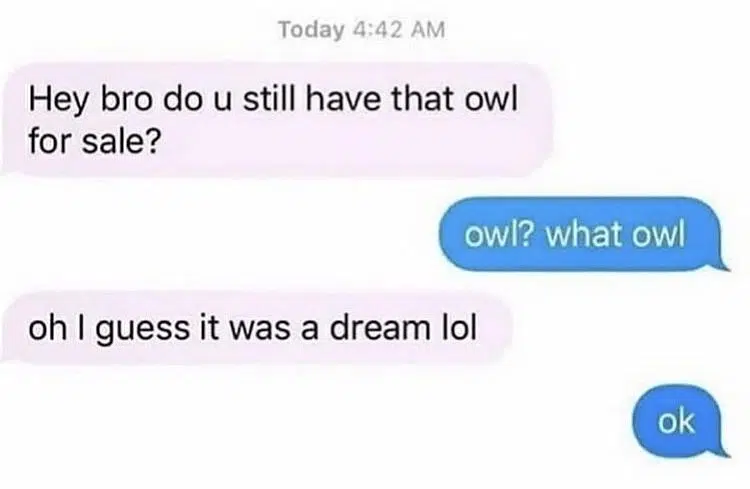 Today 4:42 AM
Hey bro do u still have that owl
for sale?
owl? what owl
oh I guess it was a dream lol
ok